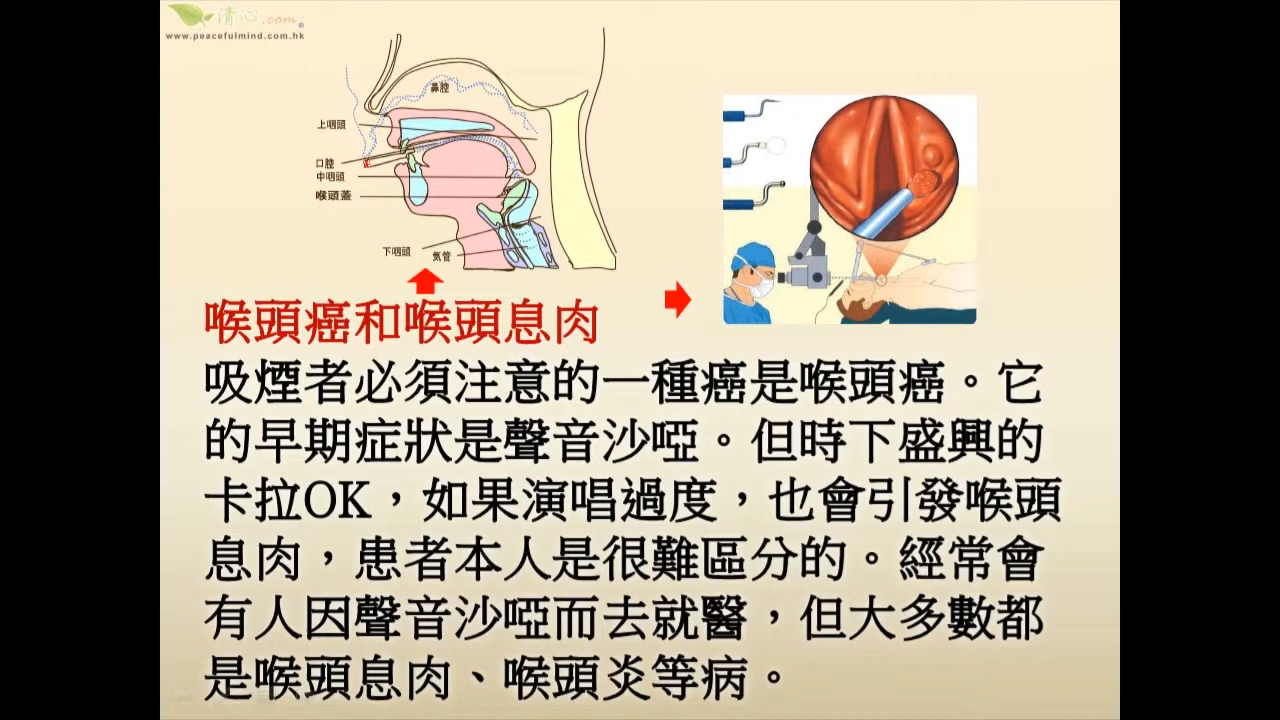 清心.com
www.peacefulmind.com.hk
鼻腔
上咽頭
口腔
中咽頭
喉頭蓋
下咽頭
気管
喉頭癌和喉頭息肉
吸煙者必須注意的一種癌是喉頭癌。它
的早期症狀是聲音沙啞。但時下盛興的
卡拉OK，如果演唱過度，也會引發喉頭
息肉，患者本人是很難區分的。經常會
有人因聲音沙啞而去就醫，但大多數都
是喉頭息肉、喉頭炎等病。